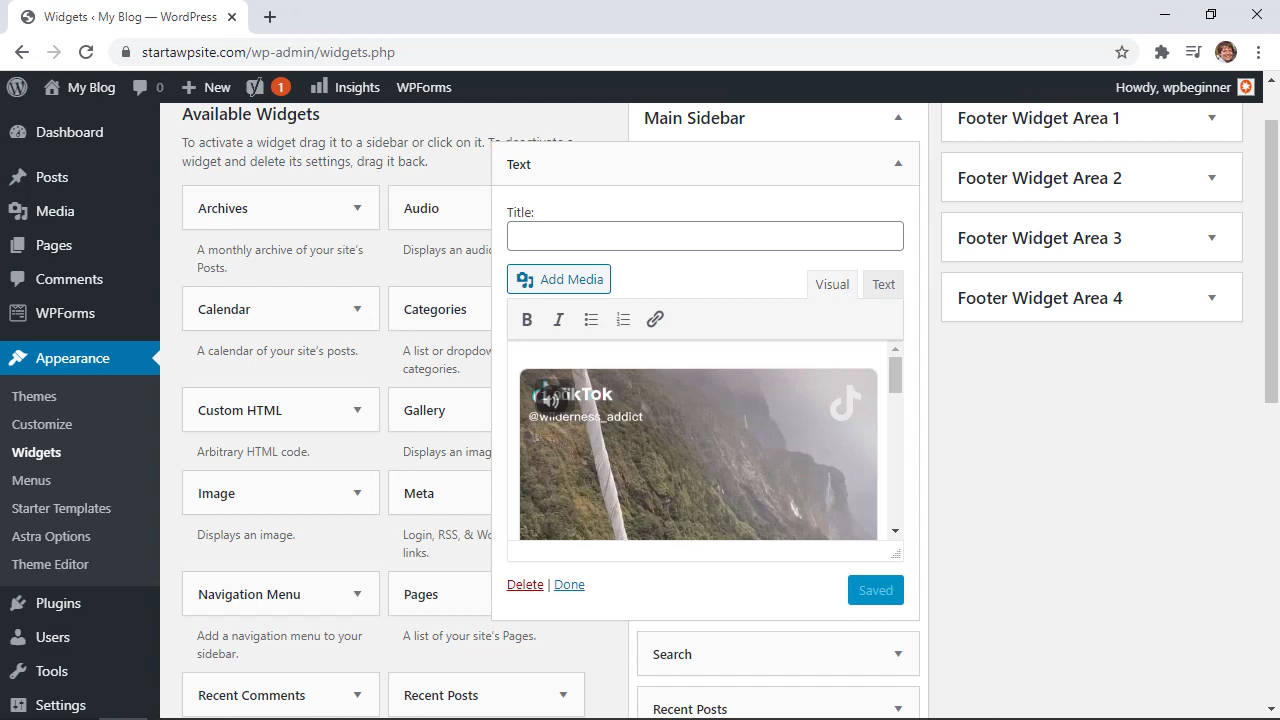 Widgets ‹ My Blog — WordPress
startawpsite.com/wp-admin/widgets.php
My Blog
0
New
1
Insights
WPForms
Howdy, wpbeginner
Dashboard
Posts
Media
Pages
Comments
WPForms
Appearance
Themes
Customize
Widgets
Menus
Starter Templates
Astra Options
Theme Editor
Plugins
Users
Tools
Settings
Available Widgets
To activate a widget drag it to a sidebar or click on it. To deactivate a
widget and delete its settings, drag it back.
Archives
A monthly archive of your site's
Posts.
Audio
Displays an audio
Calendar
A calendar of your site's posts.
Categories
A list or dropdow
categories.
Custom HTML
Arbitrary HTML code.
Gallery
Displays an imag
Image
Displays an image.
Meta
Login, RSS, & Wo
links.
Navigation Menu
Add a navigation menu to your
sidebar.
Pages
A list of your site's Pages.
Recent Comments
Recent Posts
Main Sidebar
Text
Title:
Add Media
Visual
Text
B
I
TikTok
@wilderness_addict
Delete | Done
Saved
Search
Recent Posts
Footer Widget Area 1
Footer Widget Area 2
Footer Widget Area 3
Footer Widget Area 4